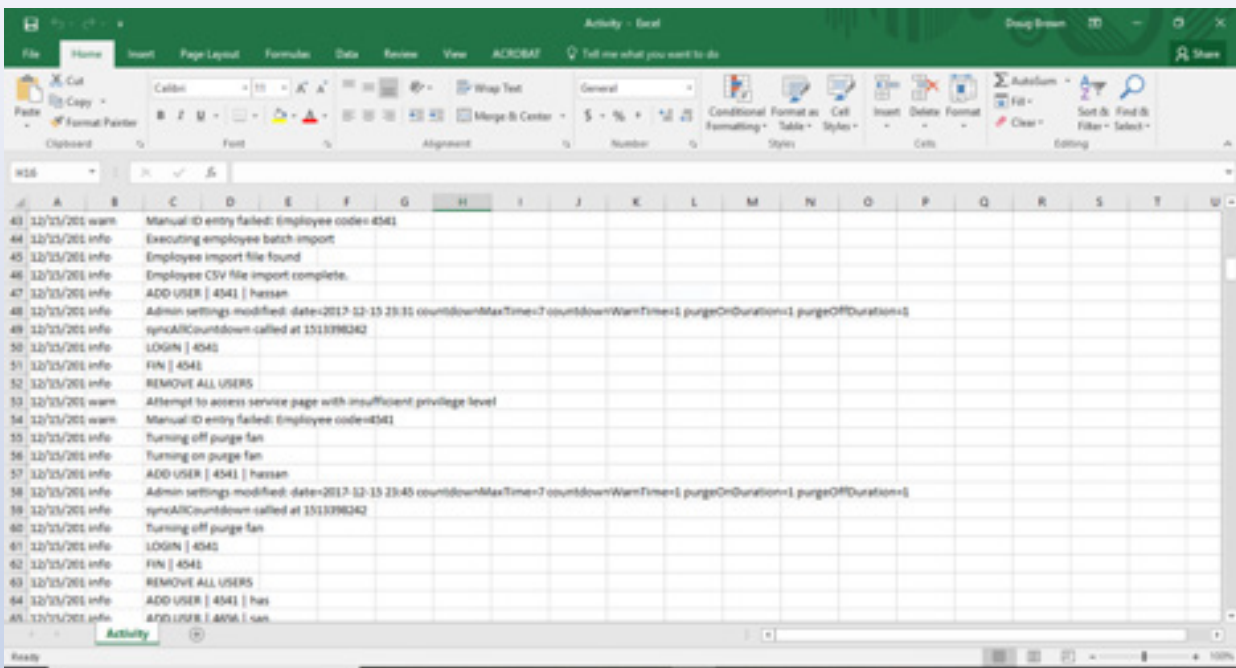 Activity - Excel
Doug Brown
File Home Insert Page Layout Formulas Data Review View ACROBAT Tell me what you want to do
Share
Paste
Cut
Copy
Format Painter
Calibri 11
B I U
Wrap Text
Merge & Center
General
$ %
Conditional Formatting
Format as Table
Cell Styles
Insert Delete Format
AutoSum
Fill
Clear
Sort & Filter
Find & Select
Clipboard Font Alignment Number Styles Cells Editing
H16
A B C D E F G H I J K L M N O P Q R S T U
43 12/15/201 warn Manual ID entry failed: Employee code= 4541
44 12/15/201 info Executing employee batch import
45 12/15/201 info Employee import file found
46 12/15/201 info Employee CSV file import complete.
47 12/15/201 info ADD USER | 4541 | hassan
48 12/15/201 info Admin settings modified: date=2017-12-15 23:31 countdownMaxTime=7 countdownWarnTime=1 purgeOnDuration=1 purgeOffDuration=1
49 12/15/201 info syncAllCountdown called at 1513398242
50 12/15/201 info LOGIN | 4541
51 12/15/201 info FIN | 4541
52 12/15/201 info REMOVE ALL USERS
53 12/15/201 warn Attempt to access service page with insufficient privilege level
54 12/15/201 warn Manual ID entry failed: Employee code=4541
55 12/15/201 info Turning off purge fan
56 12/15/201 info Turning on purge fan
57 12/15/201 info ADD USER | 4541 | hassan
58 12/15/201 info Admin settings modified: date=2017-12-15 23:45 countdownMaxTime=7 countdownWarnTime=1 purgeOnDuration=1 purgeOffDuration=1
59 12/15/201 info syncAllCountdown called at 1513398242
60 12/15/201 info Turning off purge fan
61 12/15/201 info LOGIN | 4541
62 12/15/201 info FIN | 4541
63 12/15/201 info REMOVE ALL USERS
64 12/15/201 info ADD USER | 4541 | has
65 12/15/201 info ADD USER | 4656 | san
Activity
Ready
100%